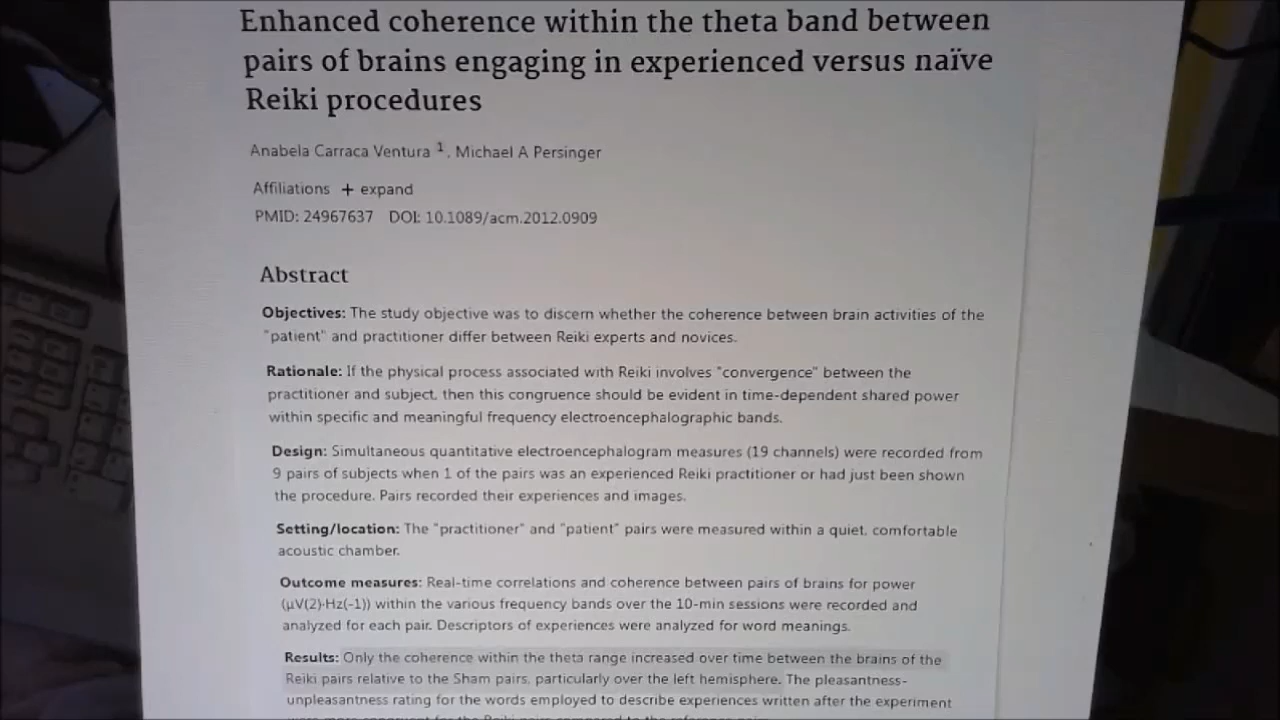 Enhanced coherence within the theta band between
pairs of brains engaging in experienced versus naïve
Reiki procedures
Anabela Carraca Ventura 1, Michael A Persinger
Affiliations + expand
PMID: 24967637 DOI: 10.1089/acm.2012.0909
Abstract
Objectives: The study objective was to discern whether the coherence between brain activities of the
"patient" and practitioner differ between Reiki experts and novices.
Rationale: If the physical process associated with Reiki involves "convergence" between the
practitioner and subject, then this congruence should be evident in time-dependent shared power
within specific and meaningful frequency electroencephalographic bands.
Design: Simultaneous quantitative electroencephalogram measures (19 channels) were recorded from
9 pairs of subjects when 1 of the pairs was an experienced Reiki practitioner or had just been shown
the procedure. Pairs recorded their experiences and images.
Setting/location: The "practitioner" and "patient" pairs were measured within a quiet, comfortable
acoustic chamber.
Outcome measures: Real-time correlations and coherence between pairs of brains for power
(µV(2)·Hz(-1)) within the various frequency bands over the 10-min sessions were recorded and
analyzed for each pair. Descriptors of experiences were analyzed for word meanings.
Results: Only the coherence within the theta range increased over time between the brains of the
Reiki pairs relative to the Sham pairs, particularly over the left hemisphere. The pleasantness-
unpleasantness rating for the words employed to describe experiences written after the experiment